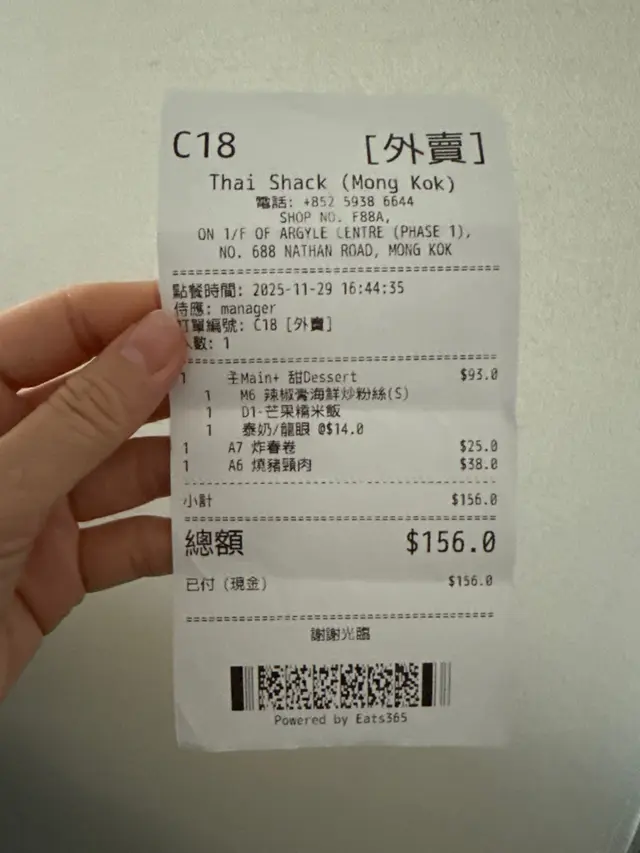 C18 [外賣]
Thai Shack (Mong Kok)
電話: +852 5938 6644
SHOP NO. F88A,
ON 1/F OF ARGYLE CENTRE (PHASE 1),
NO. 688 NATHAN ROAD, MONG KOK
點餐時間: 2025-11-29 16:44:35
侍應: manager
訂單編號: C18 [外賣]
人數: 1
1 主Main+ 甜Dessert $93.0
1 M6 辣椒膏海鮮炒粉絲(S)
1 D1-芒果糯米飯
1 泰奶/龍眼 @$14.0
1 A7 炸春卷 $25.0
1 A6 燒豬頸肉 $38.0
小計 $156.0
總額 $156.0
已付 (現金) $156.0
謝謝光臨
Powered by Eats365